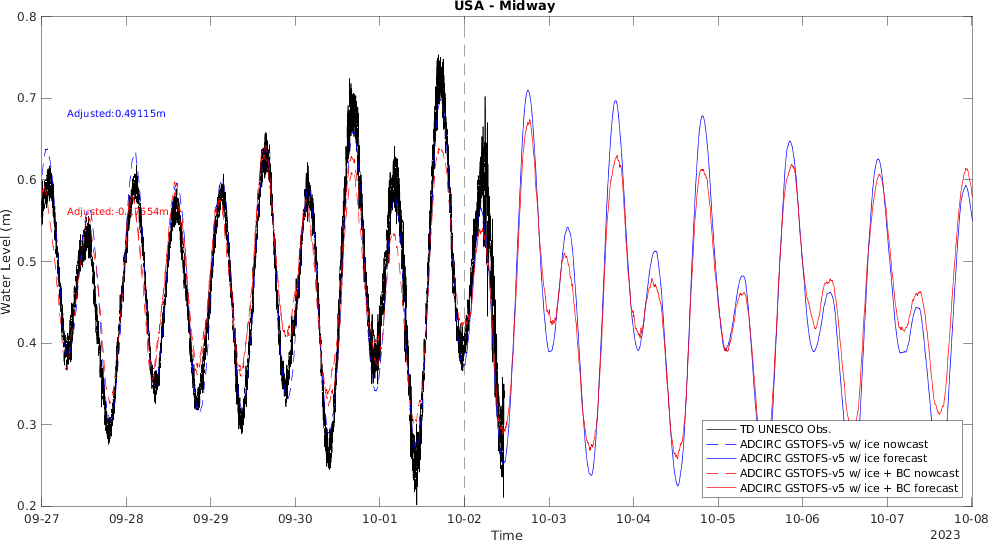 USA - Midway
0.8
0.7
0.6
0.5
0.4
0.3
0.2
Water Level (m)
Adjusted:0.49115m
TD UNESCO Obs.
ADCIRC GSTOFS-v5 w/ ice nowcast
ADCIRC GSTOFS-v5 w/ ice forecast
ADCIRC GSTOFS-v5 w/ ice + BC nowcast
ADCIRC GSTOFS-v5 w/ ice + BC forecast
09-27 09-28 09-29 09-30 10-01 10-02 10-03 10-04 10-05 10-06 10-07 10-08
Time
2023